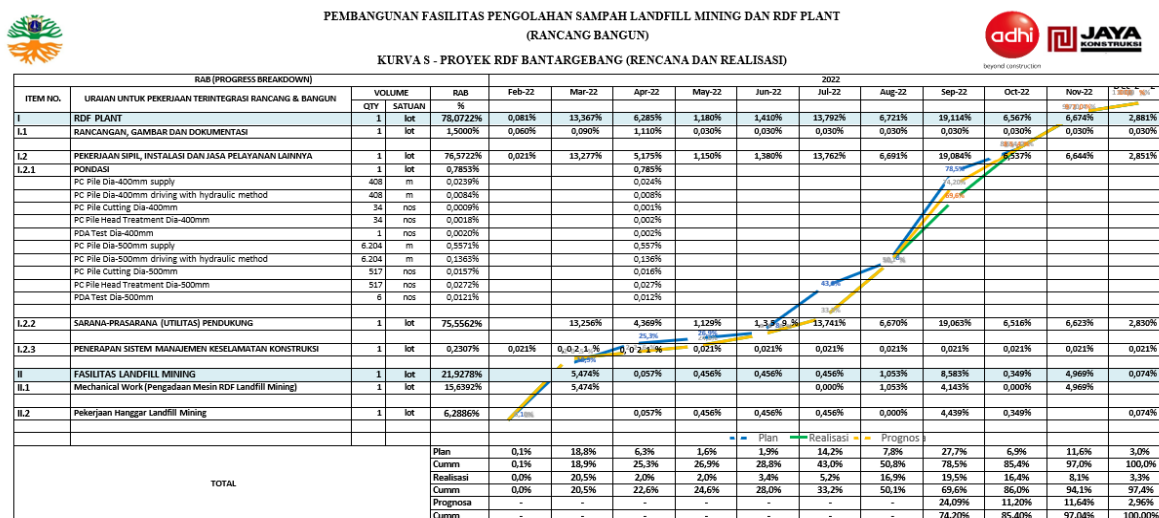 PEMBANGUNAN FASILITAS PENGOLAHAN SAMPAH LANDFILL MINING DAN RDF PLANT
(RANCANG BANGUN)
KURVA S - PROYEK RDF BANTARGEBANG (RENCANA DAN REALISASI)
adhi
beyond construction
JAYA
KONSTRUKSI
RAB (PROGRESS BREAKDOWN) 2022
ITEM NO. URAIAN UNTUK PEKERJAAN TERINTEGRASI RANCANG & BANGUN VOLUME RAB Feb-22 Mar-22 Apr-22 May-22 Jun-22 Jul-22 Aug-22 Sep-22 Oct-22 Nov-22
QTY SATUAN %
I RDF PLANT 1 lot 78,0722% 0,081% 13,367% 6,285% 1,180% 1,410% 13,792% 6,721% 19,114% 6,567% 6,674% 2,881%
I.1 RANCANGAN, GAMBAR DAN DOKUMENTASI 1 lot 1,5000% 0,060% 0,090% 1,110% 0,030% 0,030% 0,030% 0,030% 0,030% 0,030% 0,030% 0,030%
I.2 PEKERJAAN SIPIL, INSTALASI DAN JASA PELAYANAN LAINNYA 1 lot 76,5722% 0,021% 13,277% 5,175% 1,150% 1,380% 13,762% 6,691% 19,084% 6,537% 6,644% 2,851%
I.2.1 PONDASI 1 lot 0,7853% 0,785% 78,5%
PC Pile Dia-400mm supply 408 m 0,0239% 0,024%
PC Pile Dia-400mm driving with hydraulic method 408 m 0,0084% 0,008%
PC Pile Cutting Dia-400mm 34 nos 0,0009% 0,001%
PC Pile Head Treatment Dia-400mm 34 nos 0,0018% 0,002%
PDA Test Dia-400mm 1 nos 0,0020% 0,002%
PC Pile Dia-500mm supply 6.204 m 0,5571% 0,557%
PC Pile Dia-500mm driving with hydraulic method 6.204 m 0,1363% 0,136%
PC Pile Cutting Dia-500mm 517 nos 0,0157% 0,016%
PC Pile Head Treatment Dia-500mm 517 nos 0,0272% 0,027%
PDA Test Dia-500mm 6 nos 0,0121% 0,012%
I.2.2 SARANA-PRASARANA (UTILITAS) PENDUKUNG 1 lot 75,5562% 13,256% 4,369% 1,129% 13,741% 6,670% 19,063% 6,516% 6,623% 2,830%
25,3%
I.2.3 PENERAPAN SISTEM MANAJEMEN KESELAMATAN KONSTRUKSI 1 lot 0,2307% 0,021% 0,021% 0,021% 0,021% 0,021% 0,021% 0,021% 0,021% 0,021% 0,021% 0,021%
II FASILITAS LANDFILL MINING 1 lot 21,9278% 5,474% 0,057% 0,456% 0,456% 0,456% 1,053% 8,583% 0,349% 4,969% 0,074%
II.1 Mechanical Work (Pengadaan Mesin RDF Landfill Mining) 1 lot 15,6392% 5,474% 0,000% 1,053% 4,143% 0,000% 4,969%
II.2 Pekerjaan Hanggar Landfill Mining 1 lot 6,2886% 0,057% 0,456% 0,456% 0,456% 0,000% 4,439% 0,349% 0,074%
Plan Realisasi Prognosa
TOTAL
Plan 0,1% 18,8% 6,3% 1,6% 1,9% 14,2% 7,8% 27,7% 6,9% 11,6% 3,0%
Cumm 0,1% 18,9% 25,3% 26,9% 28,8% 43,0% 50,8% 78,5% 85,4% 97,0% 100,0%
Realisasi 0,0% 20,5% 2,0% 2,0% 3,4% 5,2% 16,9% 19,5% 16,4% 8,1% 3,3%
Cumm 0,0% 20,5% 22,6% 24,6% 28,0% 33,2% 50,1% 69,6% 86,0% 94,1% 97,4%
Prognosa - - - - - - - 24,09% 11,20% 11,64% 2,96%
Cumm - - - - - - - 74,20% 85,40% 97,04% 100,00%